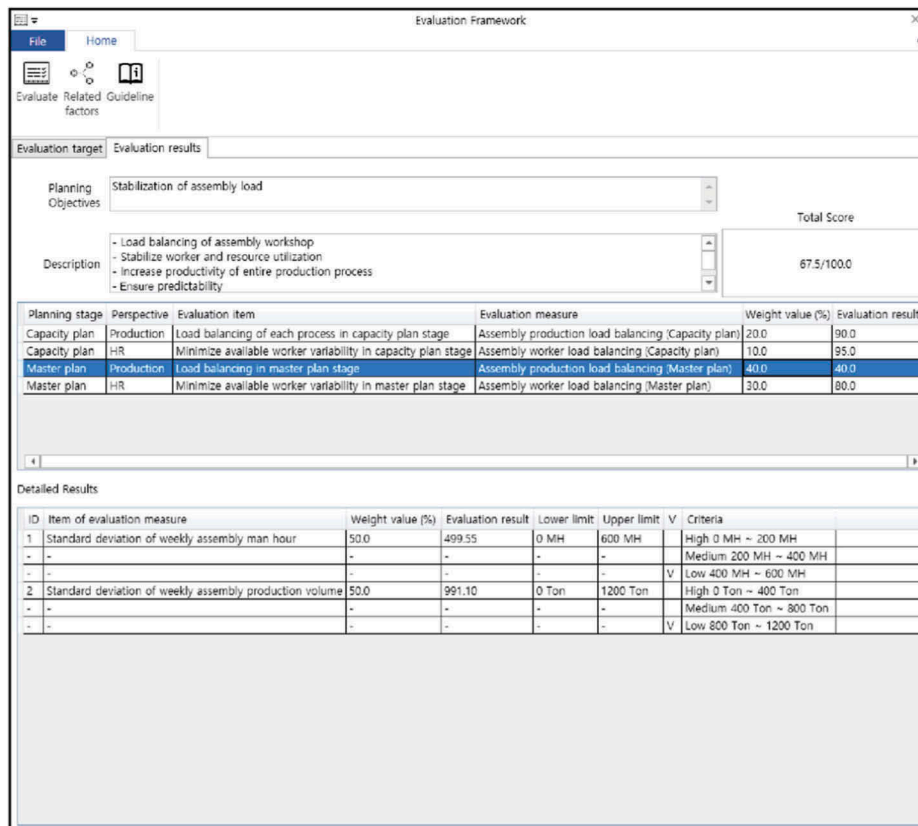 Evaluation Framework
File Home
Evaluate Related factors Guideline
Evaluation target Evaluation results
Planning Objectives Stabilization of assembly load
Total Score
Description - Load balancing of assembly workshop
- Stabilize worker and resource utilization
- Increase productivity of entire production process
- Ensure predictability
67.5/100.0
Planning stage Perspective Evaluation item Evaluation measure Weight value (%) Evaluation result
Capacity plan Production Load balancing of each process in capacity plan stage Assembly production load balancing (Capacity plan) 20.0 90.0
Capacity plan HR Minimize available worker variability in capacity plan stage Assembly worker load balancing (Capacity plan) 10.0 95.0
Master plan Production Load balancing in master plan stage Assembly production load balancing (Master plan) 40.0 40.0
Master plan HR Minimize available worker variability in master plan stage Assembly worker load balancing (Master plan) 30.0 80.0
Detailed Results
ID Item of evaluation measure Weight value (%) Evaluation result Lower limit Upper limit V Criteria
1 Standard deviation of weekly assembly man hour 50.0 499.55 0 MH 600 MH High 0 MH ~ 200 MH
- - - - - - Medium 200 MH ~ 400 MH
- - - - - - V Low 400 MH ~ 600 MH
2 Standard deviation of weekly assembly production volume 50.0 991.10 0 Ton 1200 Ton High 0 Ton ~ 400 Ton
- - - - - - Medium 400 Ton ~ 800 Ton
- - - - - - V Low 800 Ton ~ 1200 Ton